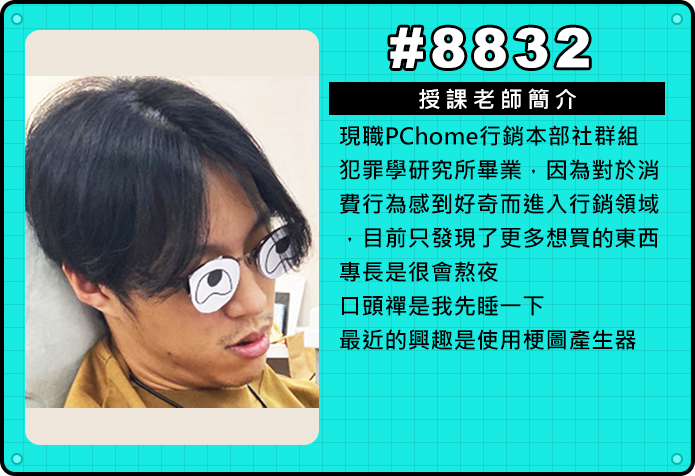 #8832
授課老師簡介
現職PChome行銷本部社群組
犯罪學研究所畢業，因為對於消
費行為感到好奇而進入行銷領域
，目前只發現了更多想買的東西
專長是很會熬夜
口頭禪是我先睡一下
最近的興趣是使用梗圖產生器